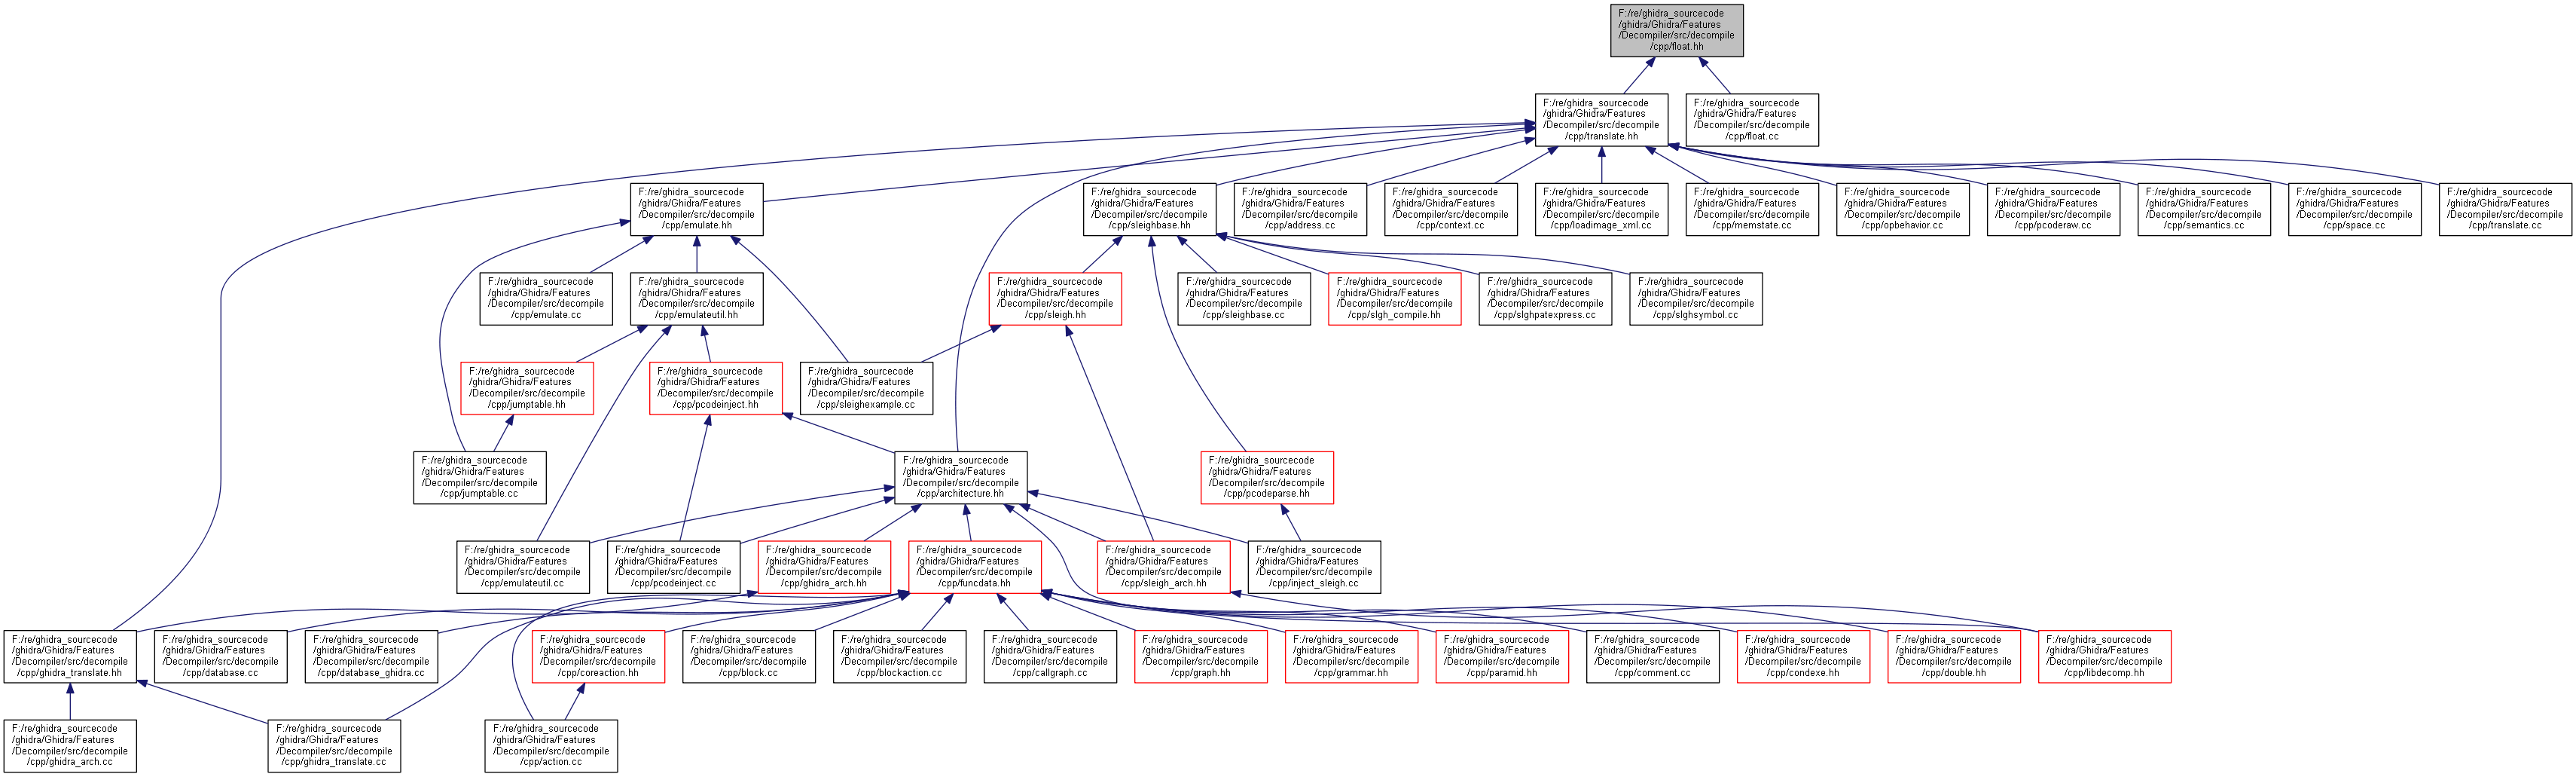 F:/re/ghidra_sourcecode
/ghidra/Ghidra/Features
/Decompiler/src/decompile
/cpp/float.hh
F:/re/ghidra_sourcecode
/ghidra/Ghidra/Features
/Decompiler/src/decompile
/cpp/translate.hh
F:/re/ghidra_sourcecode
/ghidra/Ghidra/Features
/Decompiler/src/decompile
/cpp/float.cc
F:/re/ghidra_sourcecode
/ghidra/Ghidra/Features
/Decompiler/src/decompile
/cpp/emulate.hh
F:/re/ghidra_sourcecode
/ghidra/Ghidra/Features
/Decompiler/src/decompile
/cpp/sleighbase.hh
F:/re/ghidra_sourcecode
/ghidra/Ghidra/Features
/Decompiler/src/decompile
/cpp/address.cc
F:/re/ghidra_sourcecode
/ghidra/Ghidra/Features
/Decompiler/src/decompile
/cpp/context.cc
F:/re/ghidra_sourcecode
/ghidra/Ghidra/Features
/Decompiler/src/decompile
/cpp/loadimage_xml.cc
F:/re/ghidra_sourcecode
/ghidra/Ghidra/Features
/Decompiler/src/decompile
/cpp/memstate.cc
F:/re/ghidra_sourcecode
/ghidra/Ghidra/Features
/Decompiler/src/decompile
/cpp/opbehavior.cc
F:/re/ghidra_sourcecode
/ghidra/Ghidra/Features
/Decompiler/src/decompile
/cpp/pcoderaw.cc
F:/re/ghidra_sourcecode
/ghidra/Ghidra/Features
/Decompiler/src/decompile
/cpp/semantics.cc
F:/re/ghidra_sourcecode
/ghidra/Ghidra/Features
/Decompiler/src/decompile
/cpp/space.cc
F:/re/ghidra_sourcecode
/ghidra/Ghidra/Features
/Decompiler/src/decompile
/cpp/translate.cc
F:/re/ghidra_sourcecode
/ghidra/Ghidra/Features
/Decompiler/src/decompile
/cpp/emulate.cc
F:/re/ghidra_sourcecode
/ghidra/Ghidra/Features
/Decompiler/src/decompile
/cpp/emulateutil.hh
F:/re/ghidra_sourcecode
/ghidra/Ghidra/Features
/Decompiler/src/decompile
/cpp/sleigh.hh
F:/re/ghidra_sourcecode
/ghidra/Ghidra/Features
/Decompiler/src/decompile
/cpp/sleighbase.cc
F:/re/ghidra_sourcecode
/ghidra/Ghidra/Features
/Decompiler/src/decompile
/cpp/slgh_compile.hh
F:/re/ghidra_sourcecode
/ghidra/Ghidra/Features
/Decompiler/src/decompile
/cpp/slghpatexpress.cc
F:/re/ghidra_sourcecode
/ghidra/Ghidra/Features
/Decompiler/src/decompile
/cpp/slghsymbol.cc
F:/re/ghidra_sourcecode
/ghidra/Ghidra/Features
/Decompiler/src/decompile
/cpp/jumptable.hh
F:/re/ghidra_sourcecode
/ghidra/Ghidra/Features
/Decompiler/src/decompile
/cpp/pcodeinject.hh
F:/re/ghidra_sourcecode
/ghidra/Ghidra/Features
/Decompiler/src/decompile
/cpp/sleighexample.cc
F:/re/ghidra_sourcecode
/ghidra/Ghidra/Features
/Decompiler/src/decompile
/cpp/jumptable.cc
F:/re/ghidra_sourcecode
/ghidra/Ghidra/Features
/Decompiler/src/decompile
/cpp/architecture.hh
F:/re/ghidra_sourcecode
/ghidra/Ghidra/Features
/Decompiler/src/decompile
/cpp/pcodeparse.hh
F:/re/ghidra_sourcecode
/ghidra/Ghidra/Features
/Decompiler/src/decompile
/cpp/emulateutil.cc
F:/re/ghidra_sourcecode
/ghidra/Ghidra/Features
/Decompiler/src/decompile
/cpp/pcodeinject.cc
F:/re/ghidra_sourcecode
/ghidra/Ghidra/Features
/Decompiler/src/decompile
/cpp/ghidra_arch.hh
F:/re/ghidra_sourcecode
/ghidra/Ghidra/Features
/Decompiler/src/decompile
/cpp/funcdata.hh
F:/re/ghidra_sourcecode
/ghidra/Ghidra/Features
/Decompiler/src/decompile
/cpp/sleigh_arch.hh
F:/re/ghidra_sourcecode
/ghidra/Ghidra/Features
/Decompiler/src/decompile
/cpp/inject_sleigh.cc
F:/re/ghidra_sourcecode
/ghidra/Ghidra/Features
/Decompiler/src/decompile
/cpp/ghidra_translate.hh
F:/re/ghidra_sourcecode
/ghidra/Ghidra/Features
/Decompiler/src/decompile
/cpp/database.cc
F:/re/ghidra_sourcecode
/ghidra/Ghidra/Features
/Decompiler/src/decompile
/cpp/database_ghidra.cc
F:/re/ghidra_sourcecode
/ghidra/Ghidra/Features
/Decompiler/src/decompile
/cpp/coreaction.hh
F:/re/ghidra_sourcecode
/ghidra/Ghidra/Features
/Decompiler/src/decompile
/cpp/block.cc
F:/re/ghidra_sourcecode
/ghidra/Ghidra/Features
/Decompiler/src/decompile
/cpp/blockaction.cc
F:/re/ghidra_sourcecode
/ghidra/Ghidra/Features
/Decompiler/src/decompile
/cpp/callgraph.cc
F:/re/ghidra_sourcecode
/ghidra/Ghidra/Features
/Decompiler/src/decompile
/cpp/graph.hh
F:/re/ghidra_sourcecode
/ghidra/Ghidra/Features
/Decompiler/src/decompile
/cpp/grammar.hh
F:/re/ghidra_sourcecode
/ghidra/Ghidra/Features
/Decompiler/src/decompile
/cpp/paramid.hh
F:/re/ghidra_sourcecode
/ghidra/Ghidra/Features
/Decompiler/src/decompile
/cpp/comment.cc
F:/re/ghidra_sourcecode
/ghidra/Ghidra/Features
/Decompiler/src/decompile
/cpp/condexe.hh
F:/re/ghidra_sourcecode
/ghidra/Ghidra/Features
/Decompiler/src/decompile
/cpp/double.hh
F:/re/ghidra_sourcecode
/ghidra/Ghidra/Features
/Decompiler/src/decompile
/cpp/libdecomp.hh
F:/re/ghidra_sourcecode
/ghidra/Ghidra/Features
/Decompiler/src/decompile
/cpp/ghidra_arch.cc
F:/re/ghidra_sourcecode
/ghidra/Ghidra/Features
/Decompiler/src/decompile
/cpp/ghidra_translate.cc
F:/re/ghidra_sourcecode
/ghidra/Ghidra/Features
/Decompiler/src/decompile
/cpp/action.cc